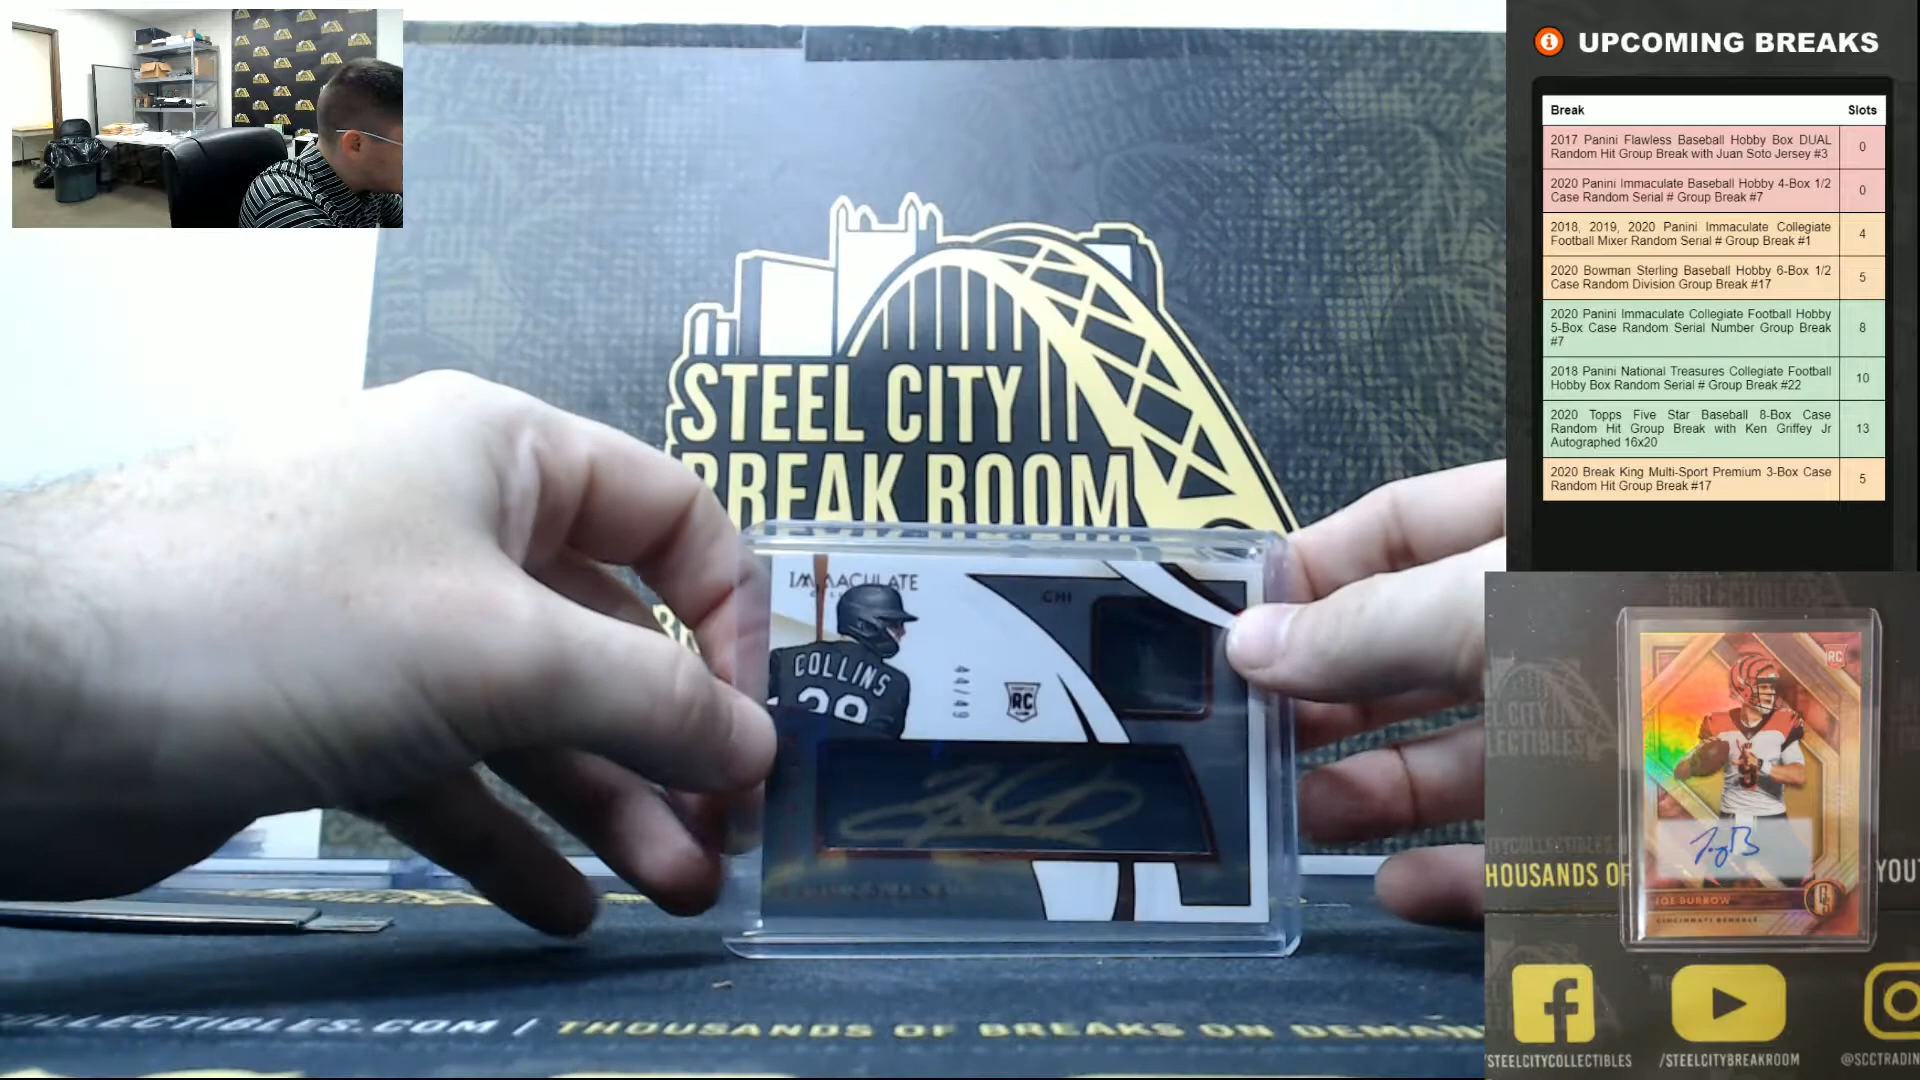 UPCOMING BREAKS
Break Slots
2017 Panini Flawless Baseball Hobby Box DUAL
Random Hit Group Break with Juan Soto Jersey #3
0
2020 Panini Immaculate Baseball Hobby 4-Box 1/2
Case Random Serial # Group Break #7
0
2018, 2019, 2020 Panini Immaculate Collegiate
Football Mixer Random Serial # Group Break #1
4
2020 Bowman Sterling Baseball Hobby 6-Box 1/2
Case Random Division Group Break #17
5
2020 Panini Immaculate Collegiate Football Hobby
5-Box Case Random Serial Number Group Break
#7
8
2018 Panini National Treasures Collegiate Football
Hobby Box Random Serial # Group Break #22
10
2020 Topps Five Star Baseball 8-Box Case
Random Hit Group Break with Ken Griffey Jr
Autographed 16x20
13
2020 Break King Multi-Sport Premium 3-Box Case
Random Hit Group Break #17
5
STEEL CITY
BREAK ROOM
IMMACULATE
CHI
COLLINS
28
44/49
RC
COLLECTIBLES.COM | THOUSANDS OF BREAKS ON DEMAN
RC
9
JOE BURROW
CINCINNATI BENGALS
HOUSANDS OF
YOUT
/STEELCITYCOLLECTIBLES
/STEELCITYBREAKROOM
@SCCTRADIN